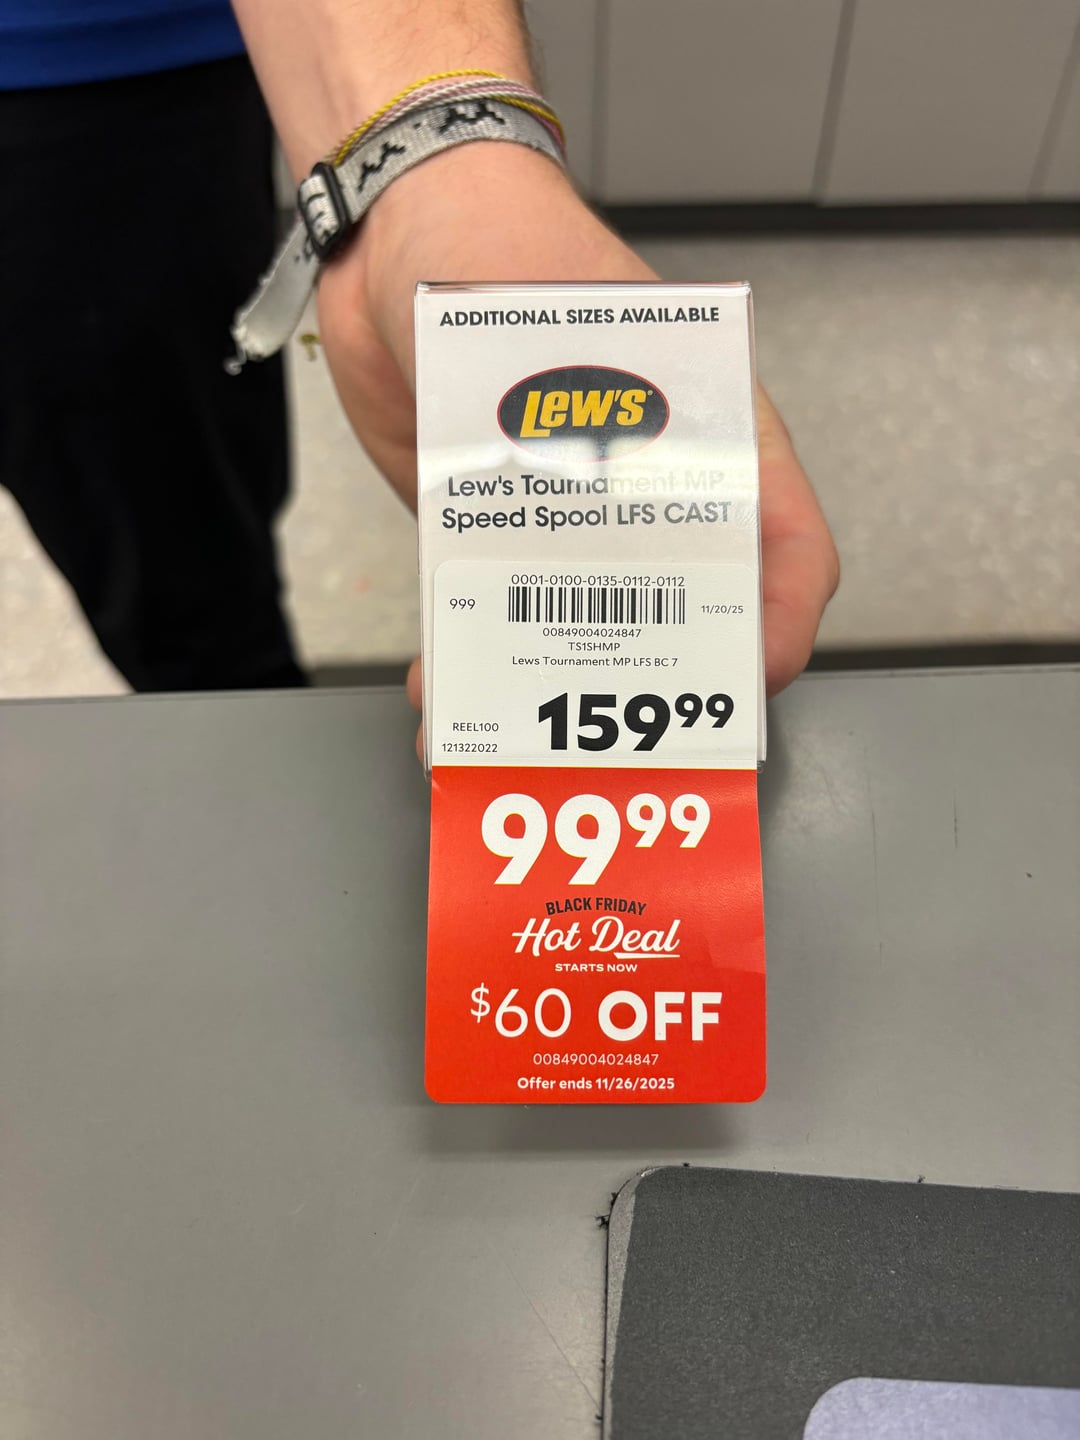 ADDITIONAL SIZES AVAILABLE
Lew's
Lew's Tournament MP
Speed Spool LFS CAST
0001-0100-0135-0112-0112
999
11/20/25
00849004024847
TS1SHMP
Lews Tournament MP LFS BC 7
REEL100
121322022
159⁹⁹
99⁹⁹
BLACK FRIDAY
Hot Deal
STARTS NOW
$60 OFF
00849004024847
Offer ends 11/26/2025